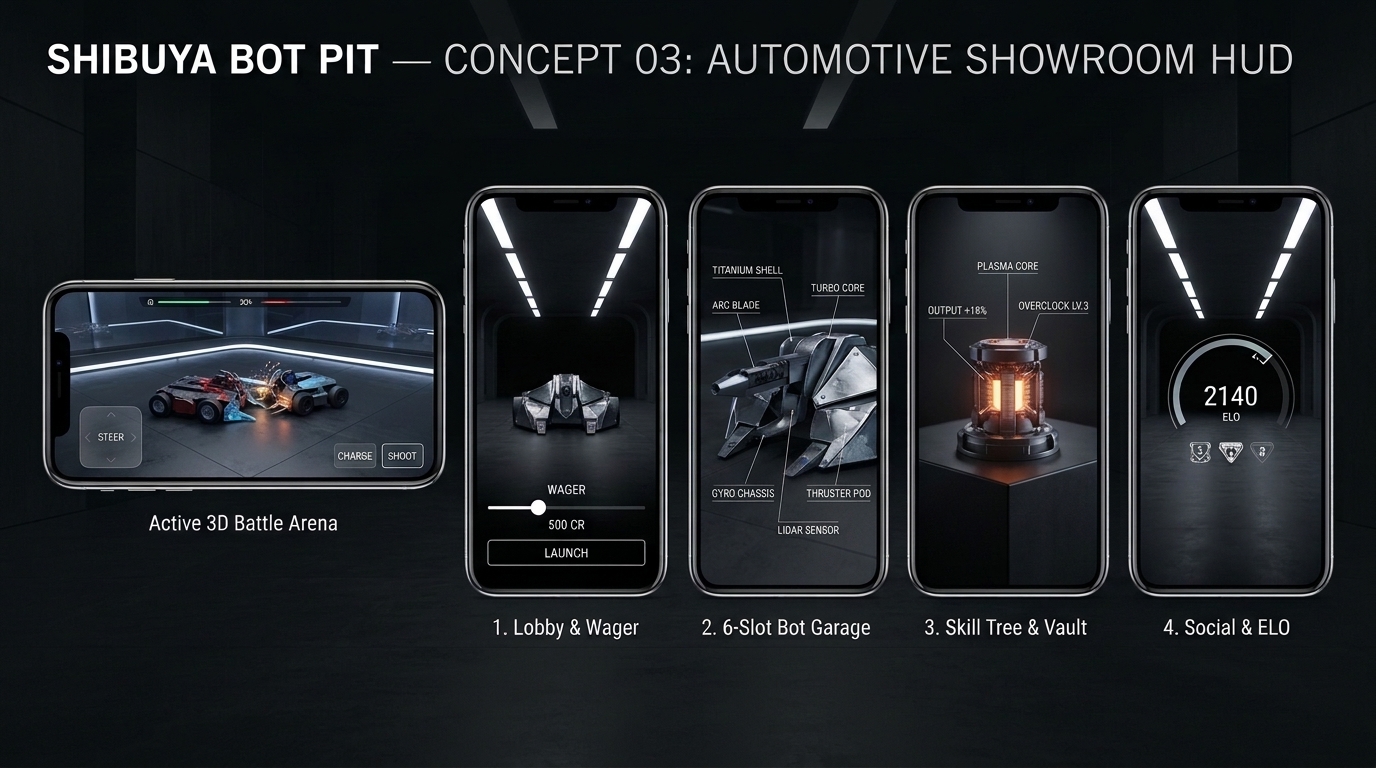 SHIBUYA BOT PIT — CONCEPT 03: AUTOMOTIVE SHOWROOM HUD
STEER
CHARGE
SHOOT
Active 3D Battle Arena
WAGER
500 CR
LAUNCH
1. Lobby & Wager
TITANIUM SHELL
TURBO CORE
ARC BLADE
GYRO CHASSIS
THRUSTER POD
LIDAR SENSOR
2. 6-Slot Bot Garage
PLASMA CORE
OUTPUT +18%
OVERCLOCK LV.3
3. Skill Tree & Vault
2140
ELO
4. Social & ELO